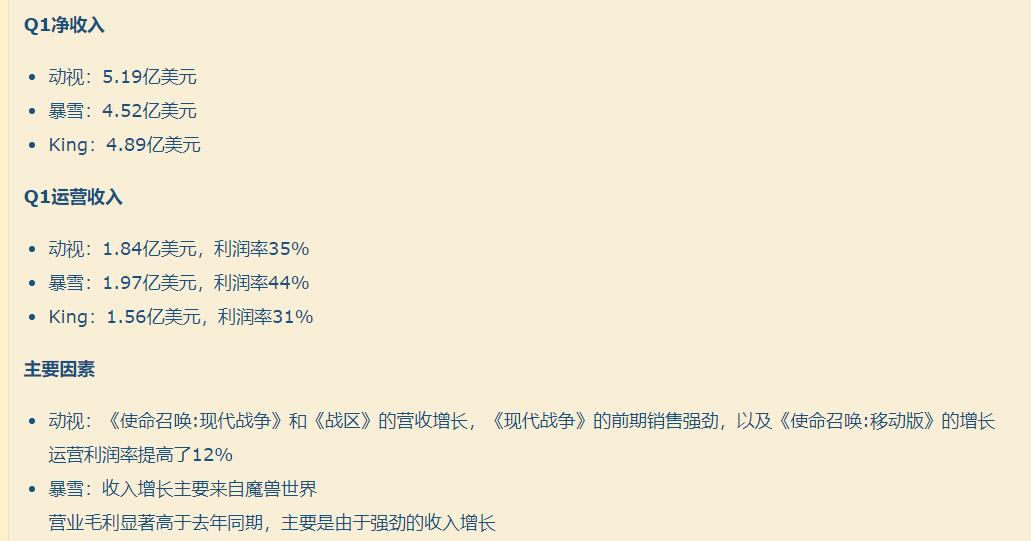 Q1净收入
动视：5.19亿美元
暴雪：4.52亿美元
King：4.89亿美元
Q1运营收入
动视：1.84亿美元，利润率35%
暴雪：1.97亿美元，利润率44%
King：1.56亿美元，利润率31%
主要因素
动视：《使命召唤:现代战争》和《战区》的营收增长，《现代战争》的前期销售强劲，以及《使命召唤:移动版》的增长
运营利润率提高了12%
暴雪：收入增长主要来自魔兽世界
营业毛利显著高于去年同期，主要是由于强劲的收入增长